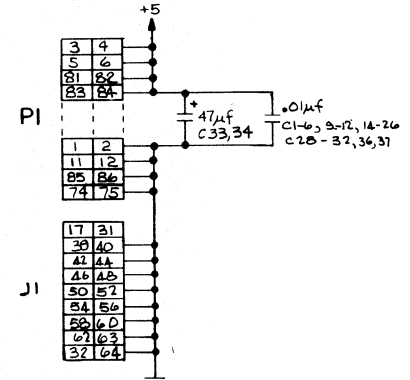 +5
3 4
5 6
81 82
83 84
P1
+
47µf
C33,34
.01µf
C1-6, 9-12, 14-26
C28-32, 36, 37
1 2
11 12
85 86
74 75
J1
17 31
38 40
42 44
46 48
50 52
54 56
58 60
62 63
32 64